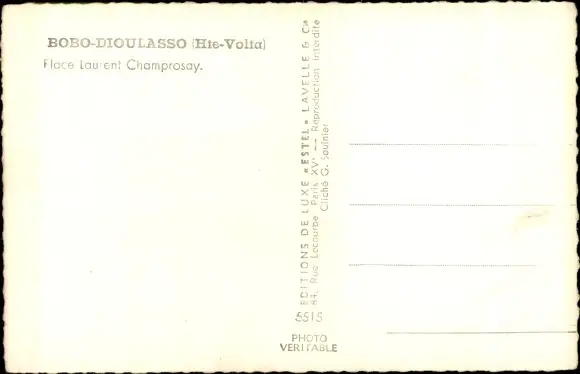 BOBO-DIOULASSO (Hte-Volta)
Place Laurent Champrosay.
EDITIONS DE LUXE «ESTEL» LAVELLE & Cie
84, Rue Lecourbe Paris XVe — Reproduction Interdite
Cliché G. Saulnier
5515
PHOTO
VERITABLE